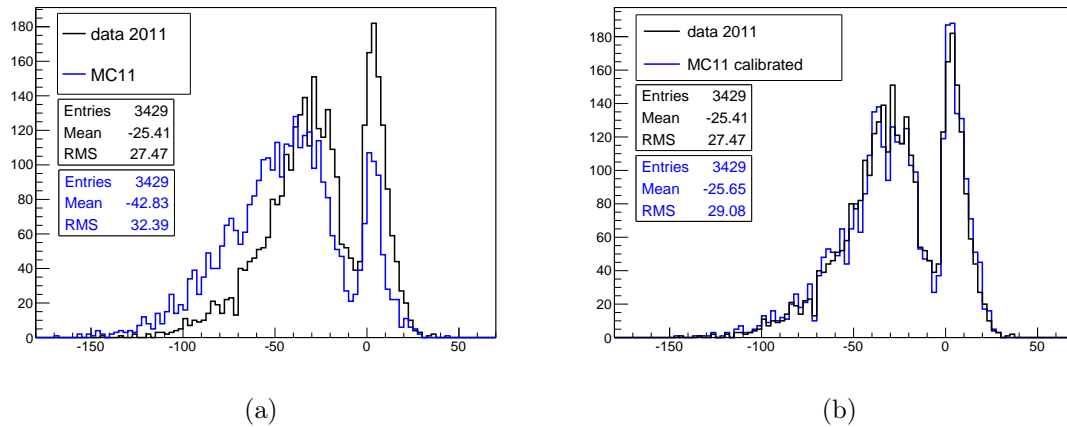 data 2011
MC11
Entries 3429
Mean -25.41
RMS 27.47
Entries 3429
Mean -42.83
RMS 32.39
180
160
140
120
100
80
60
40
20
0
-150 -100 -50 0 50
(a)
data 2011
MC11 calibrated
Entries 3429
Mean -25.41
RMS 27.47
Entries 3429
Mean -25.65
RMS 29.08
180
160
140
120
100
80
60
40
20
0
-150 -100 -50 0 50
(b)